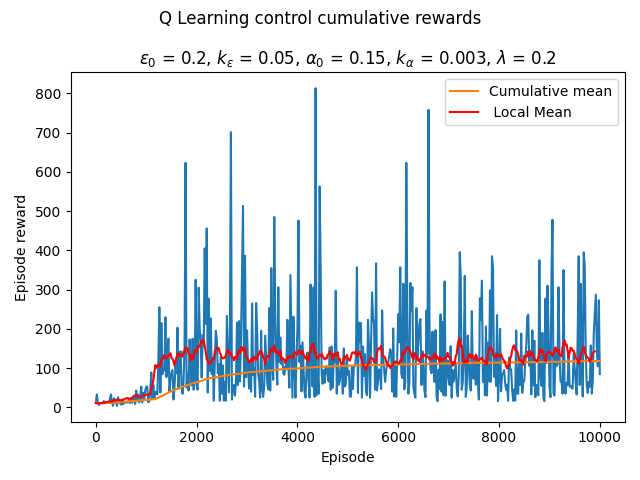 Q Learning control cumulative rewards
ε₀ = 0.2, kε = 0.05, α₀ = 0.15, kα = 0.003, λ = 0.2
Cumulative mean
Local Mean
Episode reward
800
700
600
500
400
300
200
100
0
0 2000 4000 6000 8000 10000
Episode